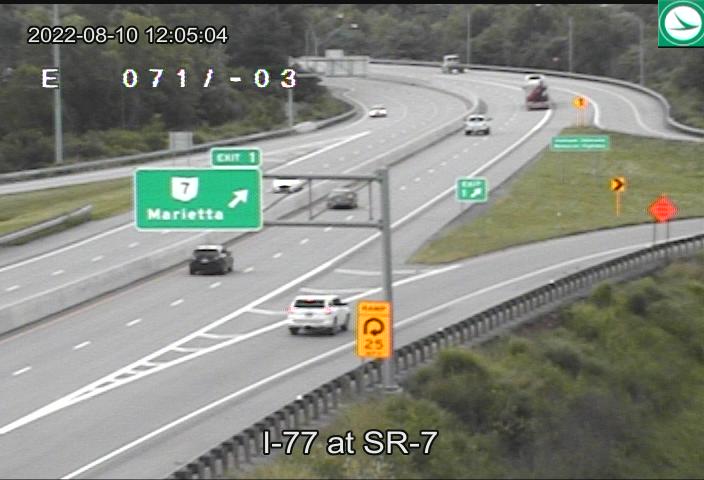 2022-08-10 12:05:04
E 071/-03
EXIT 1
7
Marietta
EXIT
1
RAMP
25
I-77 at SR-7